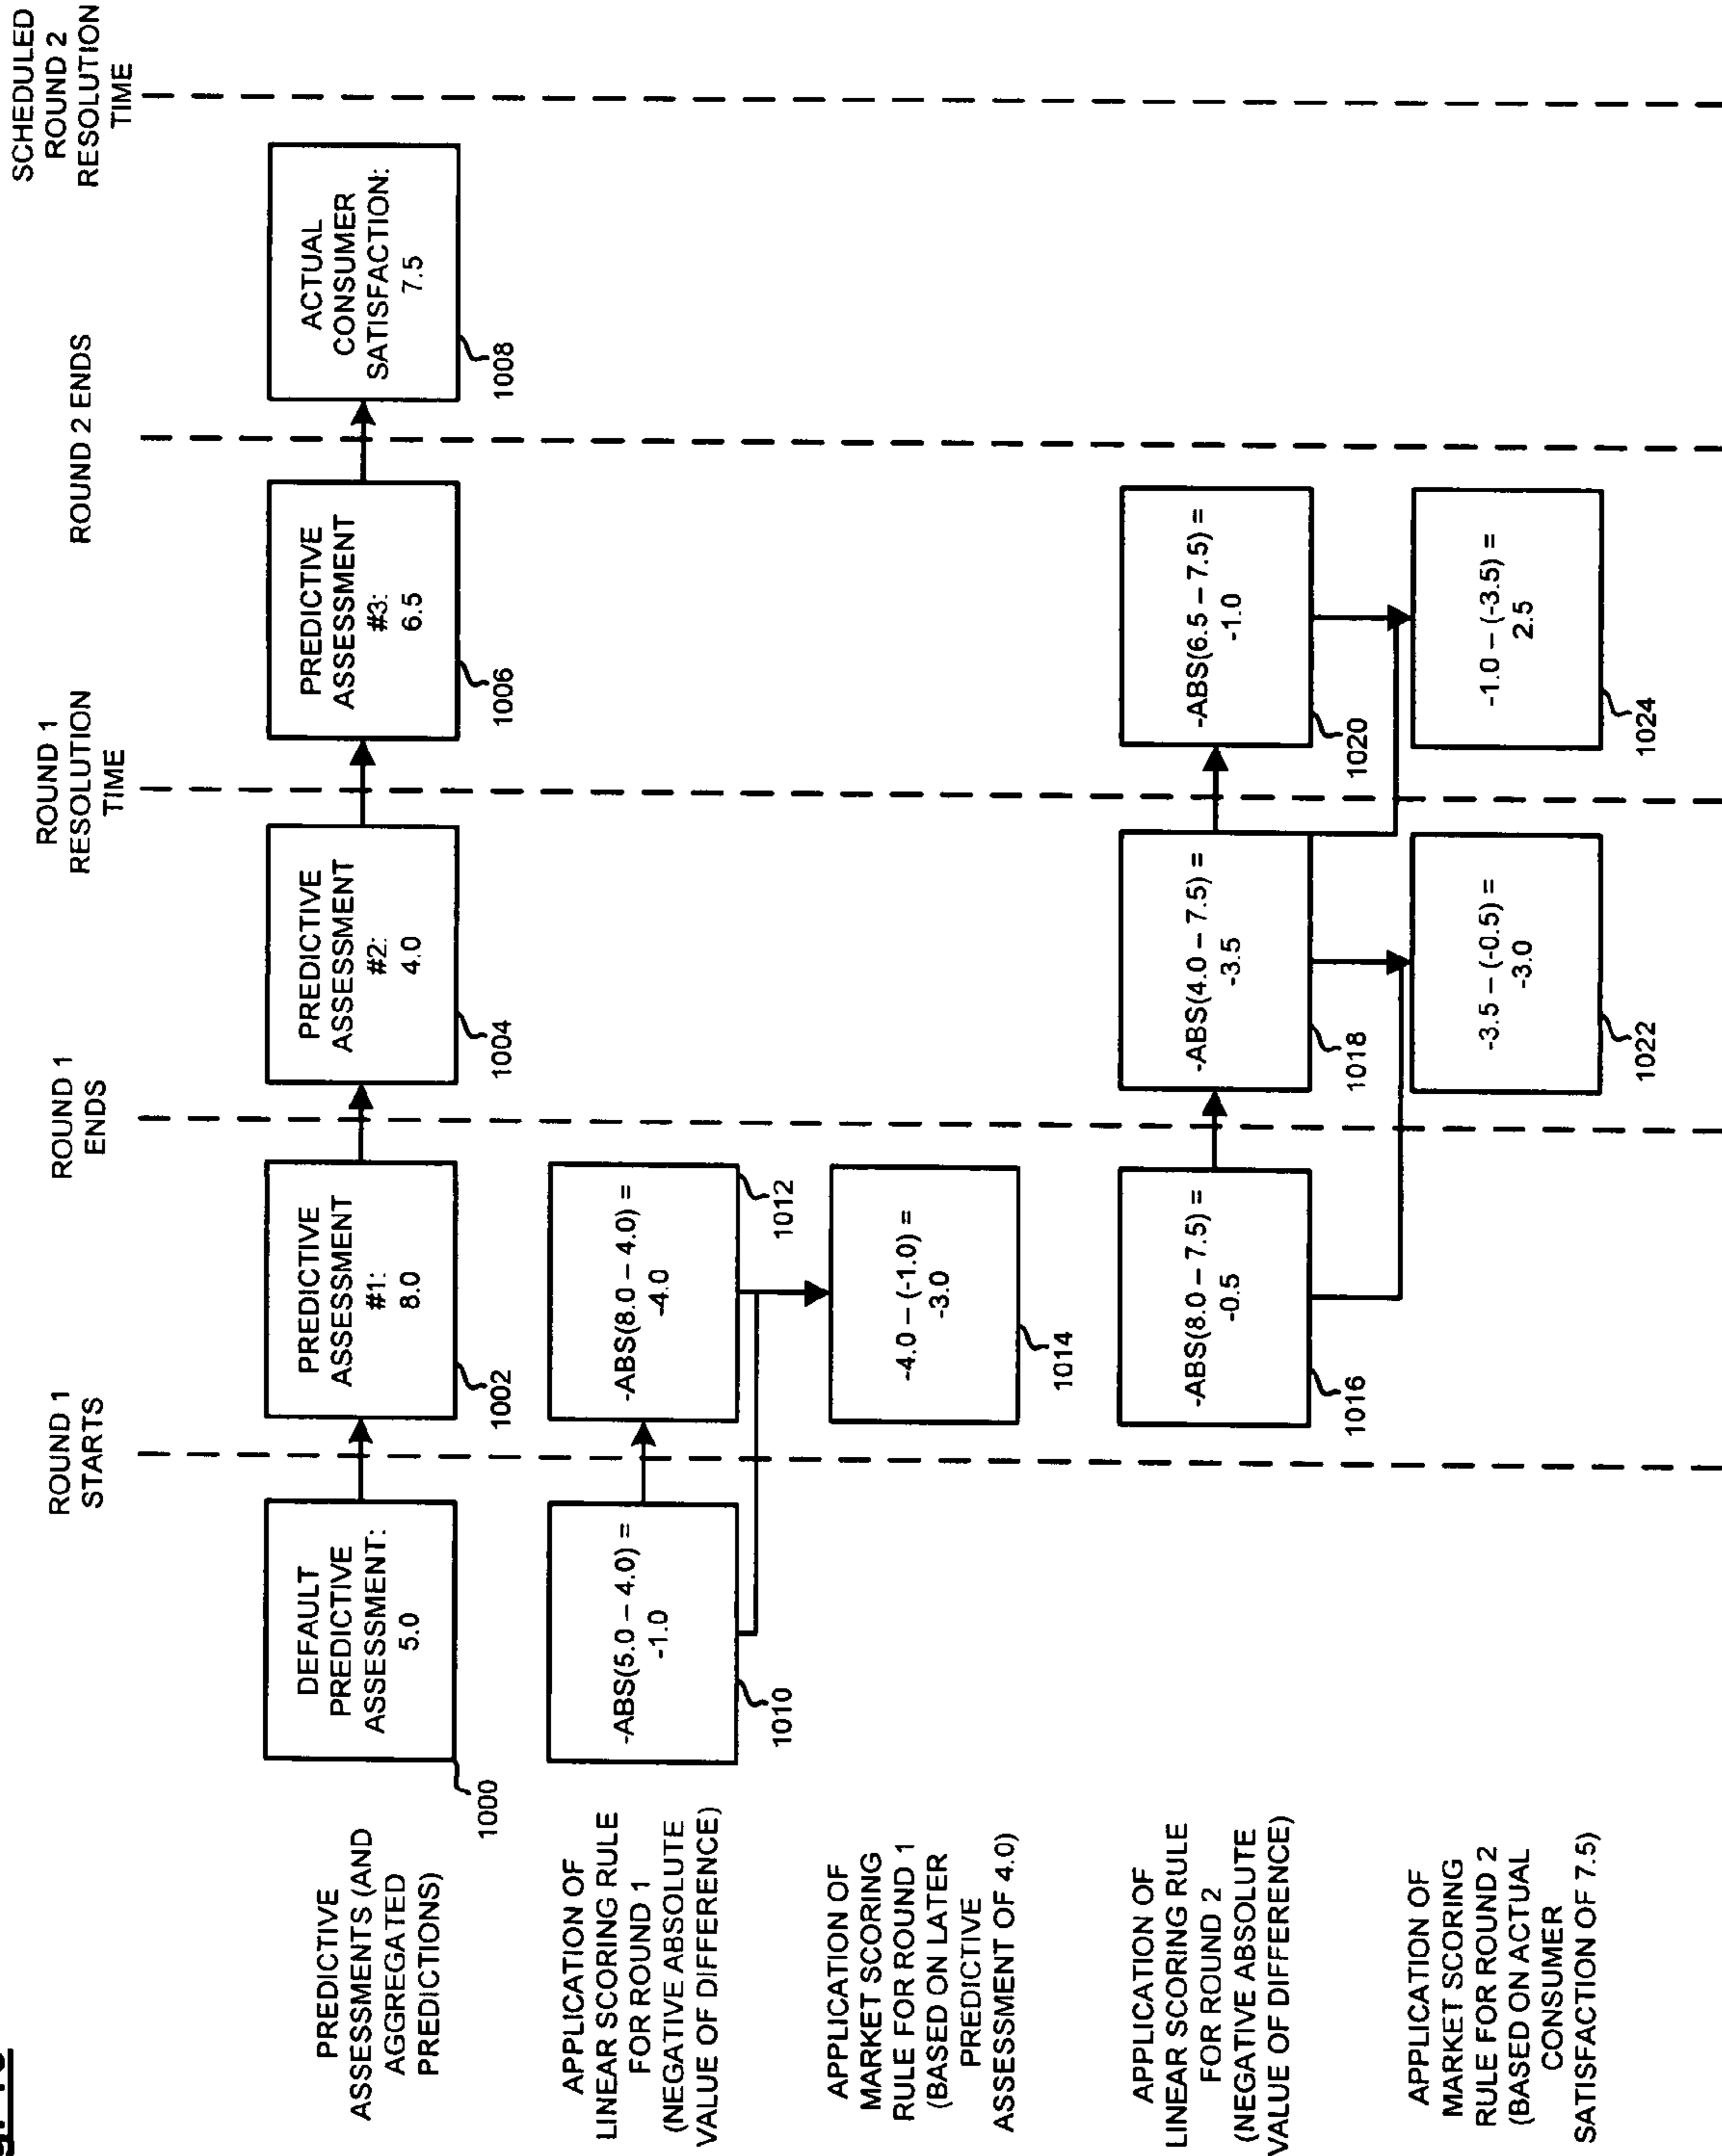 ROUND 1
STARTS
ROUND 1
ENDS
ROUND 1
RESOLUTION
TIME
ROUND 2 ENDS
SCHEDULED
ROUND 2
RESOLUTION
TIME
PREDICTIVE
ASSESSMENTS (AND
AGGREGATED
PREDICTIONS)
DEFAULT
PREDICTIVE
ASSESSMENT:
5.0
1000
PREDICTIVE
ASSESSMENT
#1:
8.0
1002
PREDICTIVE
ASSESSMENT
#2:
4.0
1004
PREDICTIVE
ASSESSMENT
#3:
6.5
1006
ACTUAL
CONSUMER
SATISFACTION:
7.5
1008
APPLICATION OF
LINEAR SCORING RULE
FOR ROUND 1
(NEGATIVE ABSOLUTE
VALUE OF DIFFERENCE)
-ABS(5.0 – 4.0) =
-1.0
1010
-ABS(8.0 – 4.0) =
-4.0
1012
APPLICATION OF
MARKET SCORING
RULE FOR ROUND 1
(BASED ON LATER
PREDICTIVE
ASSESSMENT OF 4.0)
-4.0 – (-1.0) =
-3.0
1014
APPLICATION OF
LINEAR SCORING RULE
FOR ROUND 2
(NEGATIVE ABSOLUTE
VALUE OF DIFFERENCE)
-ABS(8.0 – 7.5) =
-0.5
1016
-ABS(4.0 – 7.5) =
-3.5
1018
-ABS(6.5 – 7.5) =
-1.0
1020
APPLICATION OF
MARKET SCORING
RULE FOR ROUND 2
(BASED ON ACTUAL
CONSUMER
SATISFACTION OF 7.5)
-3.5 – (-0.5) =
-3.0
1022
-1.0 – (-3.5) =
2.5
1024